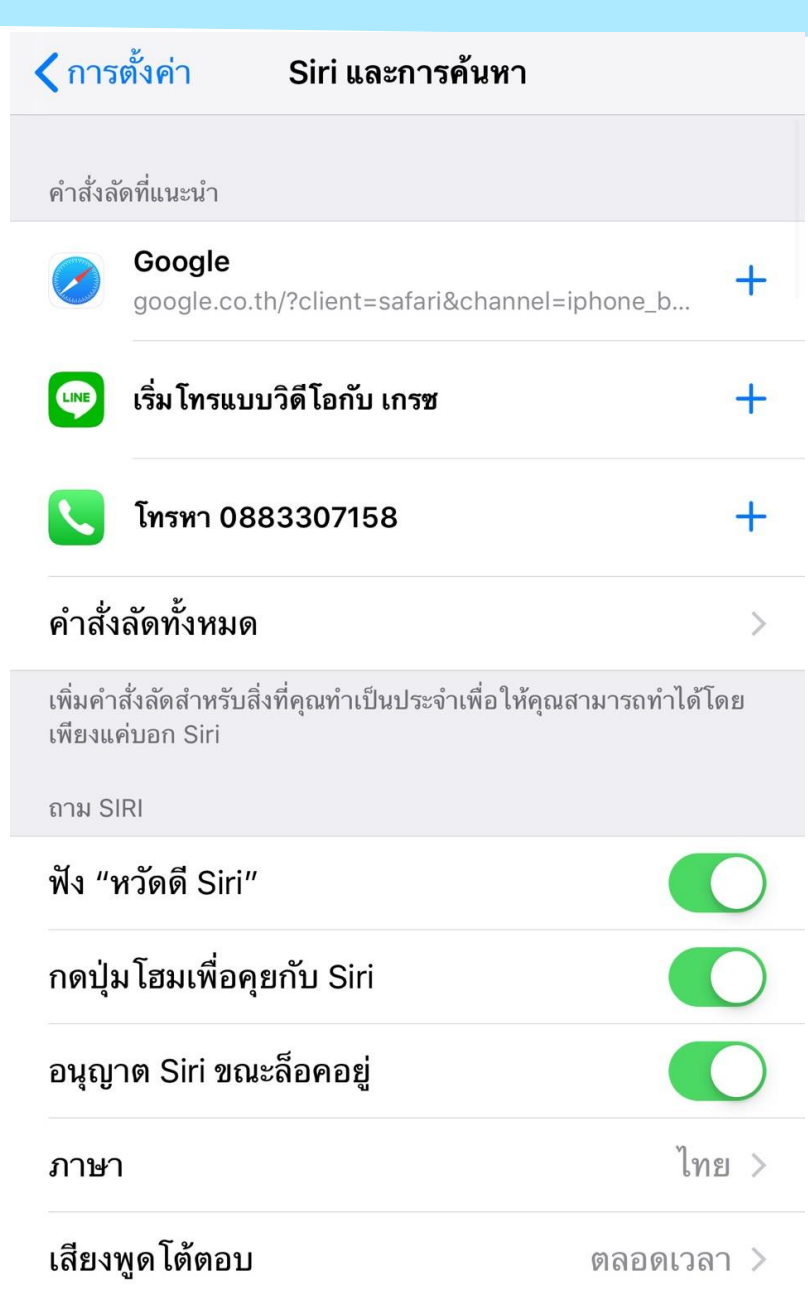 การตั้งค่า
Siri และการค้นหา
คำสั่งลัดที่แนะนำ
Google
google.co.th/?client=safari&channel=iphone_b...
LINE
เริ่มโทรแบบวิดีโอกับ เกรซ
โทรหา 0883307158
คำสั่งลัดทั้งหมด
เพิ่มคำสั่งลัดสำหรับสิ่งที่คุณทำเป็นประจำเพื่อให้คุณสามารถทำได้โดย
เพียงแค่บอก Siri
ถาม SIRI
ฟัง “หวัดดี Siri”
กดปุ่มโฮมเพื่อคุยกับ Siri
อนุญาต Siri ขณะล็อคอยู่
ภาษา
ไทย
เสียงพูดโต้ตอบ
ตลอดเวลา